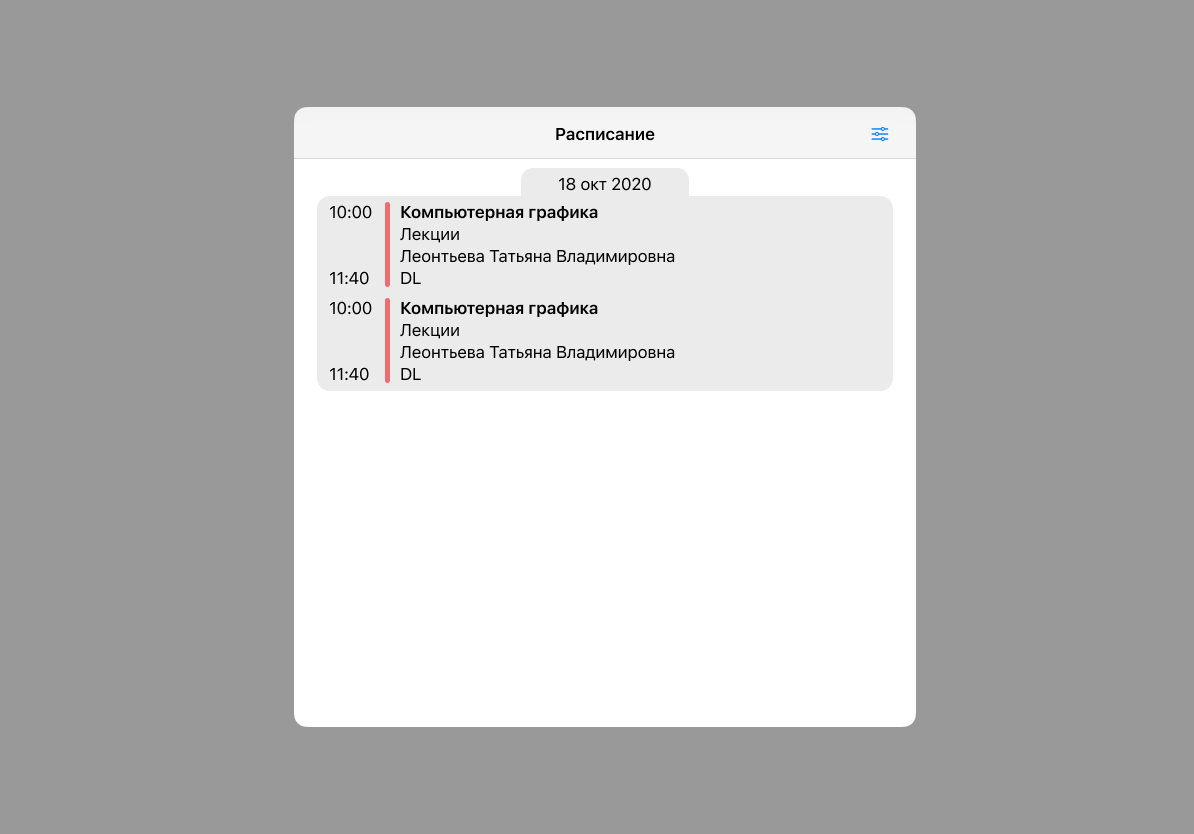 Расписание
18 окт 2020
10:00 Компьютерная графика
Лекции
Леонтьева Татьяна Владимировна
11:40 DL
10:00 Компьютерная графика
Лекции
Леонтьева Татьяна Владимировна
11:40 DL